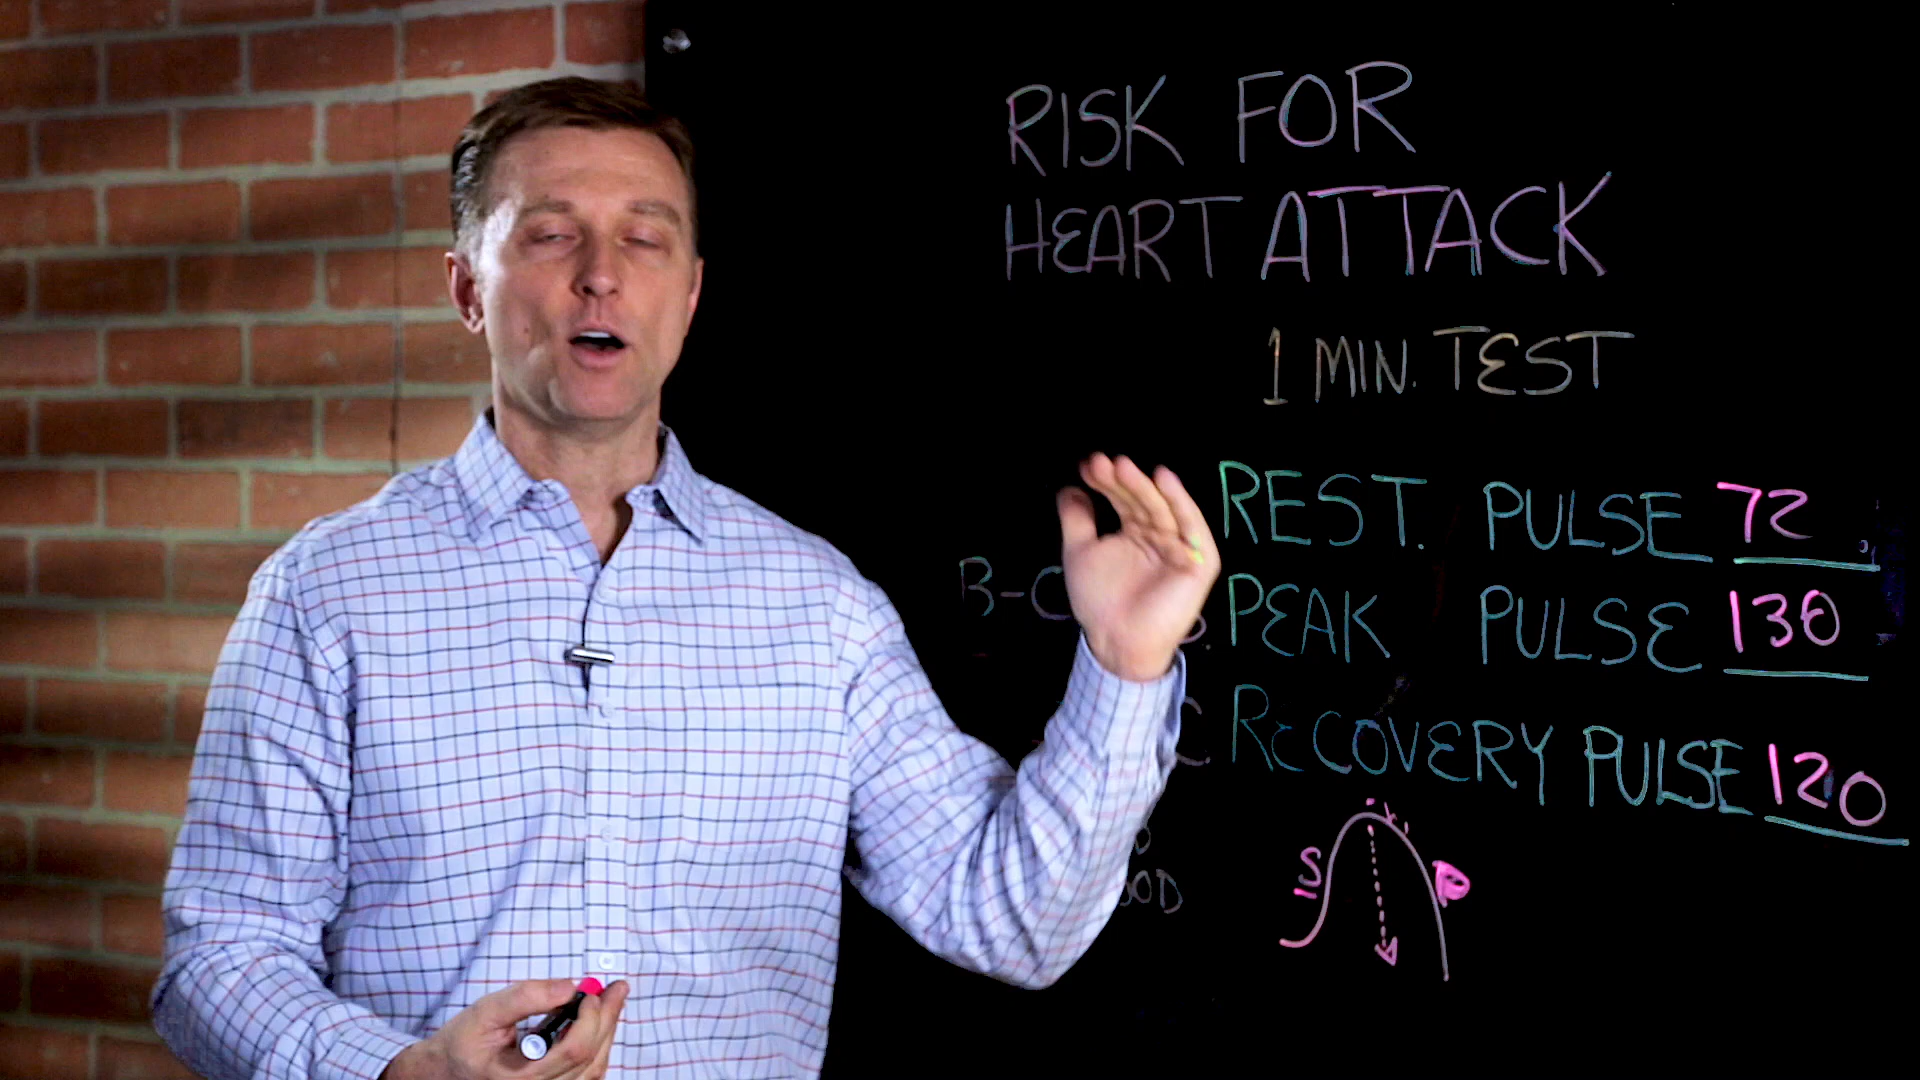 RISK FOR
HEART ATTACK
1 MIN. TEST
REST. PULSE 72
B-C
PEAK PULSE 130
C. RECOVERY PULSE 120
S P